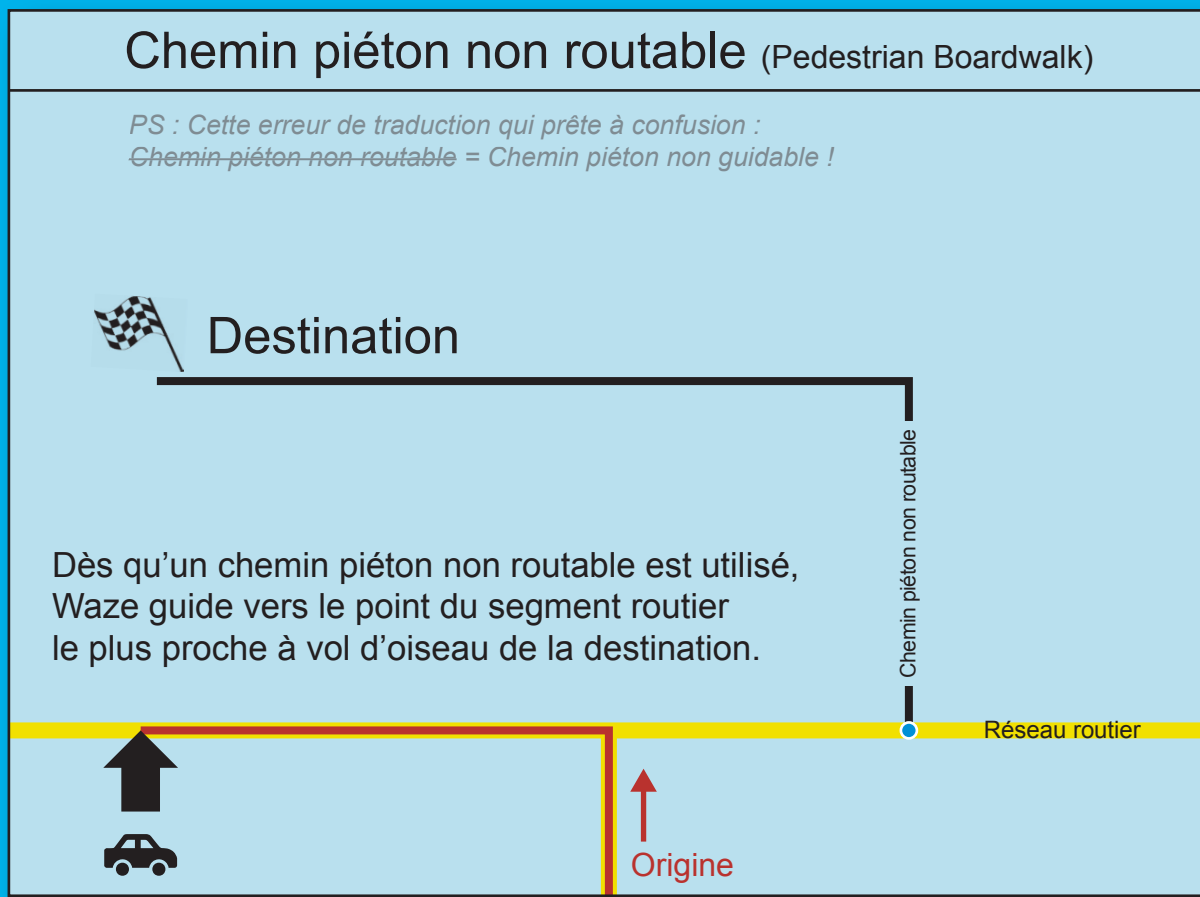 Chemin piéton non routable (Pedestrian Boardwalk)
PS : Cette erreur de traduction qui prête à confusion :
Chemin piéton non routable = Chemin piéton non guidable !
Destination
Chemin piéton non routable
Dès qu’un chemin piéton non routable est utilisé,
Waze guide vers le point du segment routier
le plus proche à vol d’oiseau de la destination.
Réseau routier
Origine